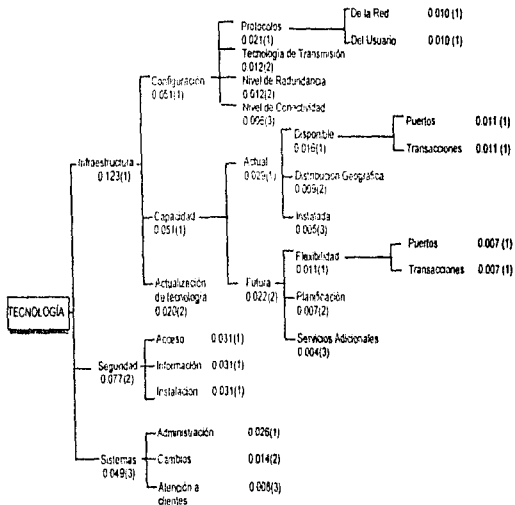 TECNOLOGÍA
Infraestructura
0.123(1)
Configuración
0.051(1)
Protocolos
0.021(1)
De la Red 0.010 (1)
Del Usuario 0.010 (1)
Tecnología de Transmisión
0.012(2)
Nivel de Redundancia
0.012(2)
Nivel de Conectividad
0.006(3)
Capacidad
0.051(1)
Actual
0.029(1)
Disponible
0.016(1)
Puertos 0.011 (1)
Transacciones 0.011 (1)
Distribución Geográfica
0.009(2)
Instalada
0.005(3)
Futura
0.022(2)
Flexibilidad
0.011(1)
Puertos 0.007 (1)
Transacciones 0.007 (1)
Planificación
0.007(2)
Servicios Adicionales
0.004(3)
Actualización
de tecnología
0.020(2)
Seguridad
0.077(2)
Acceso 0.031(1)
Información 0.031(1)
Instalación 0.031(1)
Sistemas
0.049(3)
Administración 0.026(1)
Cambios 0.014(2)
Atención a 0.008(3)
clientes